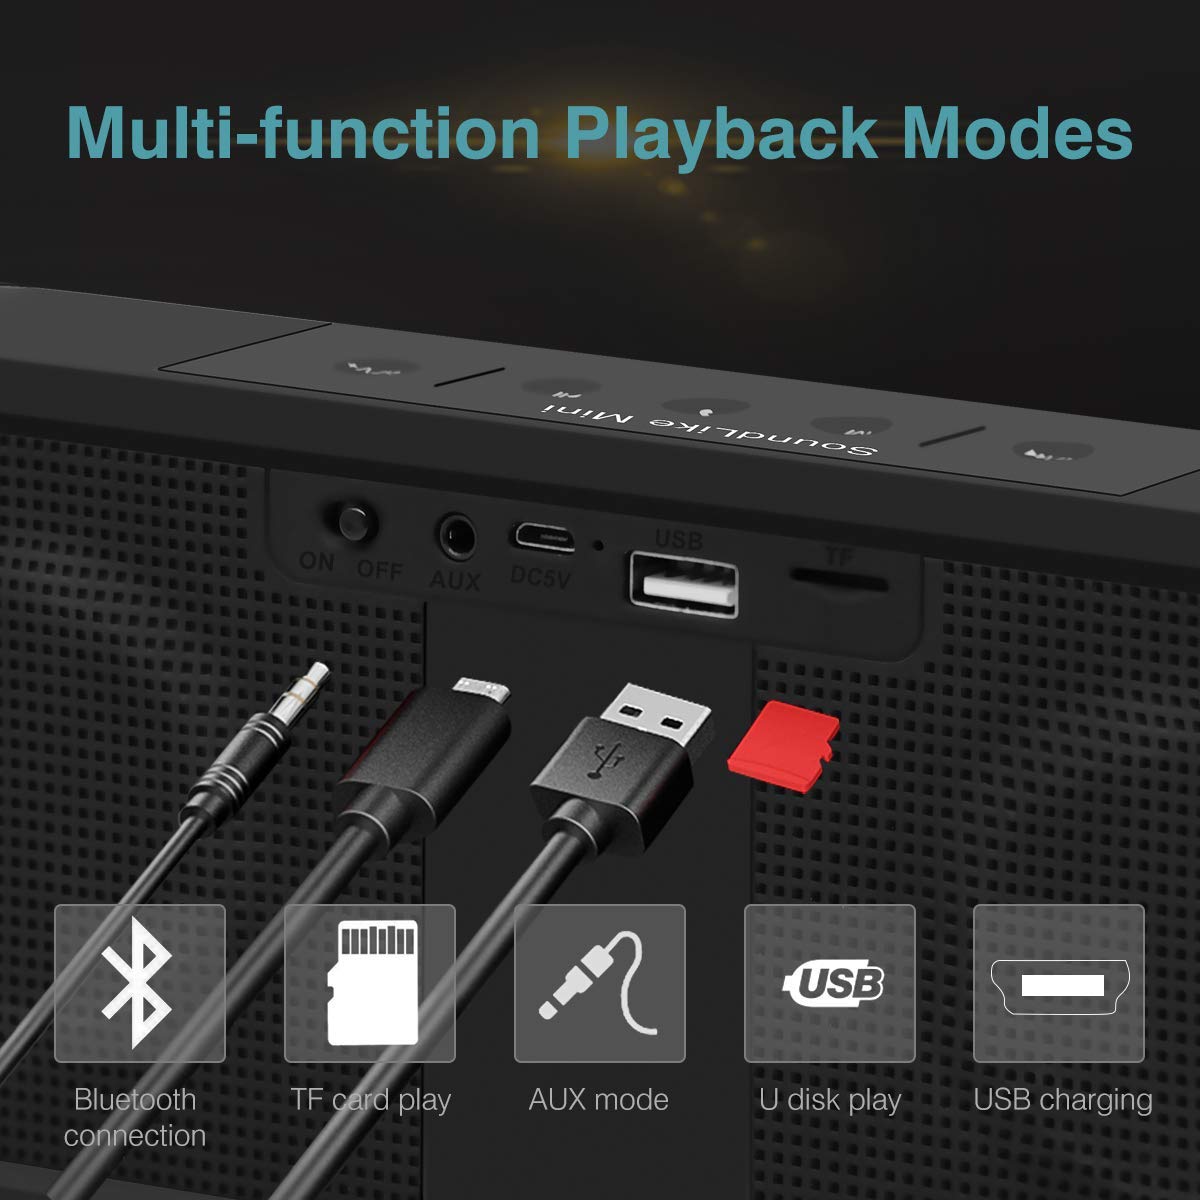 Multi-function Playback Modes
SoundLike Mini
ON
OFF
AUX
DC5V
USB
TF
USB
Bluetooth
connection
TF card play
AUX mode
U disk play
USB charging